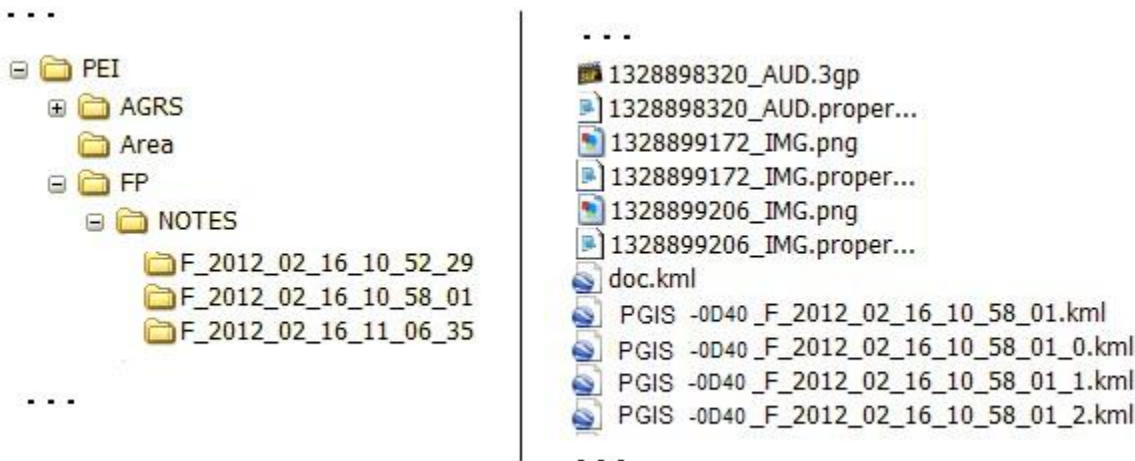 ...
PEI
AGRS
Area
FP
NOTES
F_2012_02_16_10_52_29
F_2012_02_16_10_58_01
F_2012_02_16_11_06_35
...
...
1328898320_AUD.3gp
1328898320_AUD.proper...
1328899172_IMG.png
1328899172_IMG.proper...
1328899206_IMG.png
1328899206_IMG.proper...
doc.kml
PGIS -0D40 _F_2012_02_16_10_58_01.kml
PGIS -0D40 _F_2012_02_16_10_58_01_0.kml
PGIS -0D40 _F_2012_02_16_10_58_01_1.kml
PGIS -0D40 _F_2012_02_16_10_58_01_2.kml
...